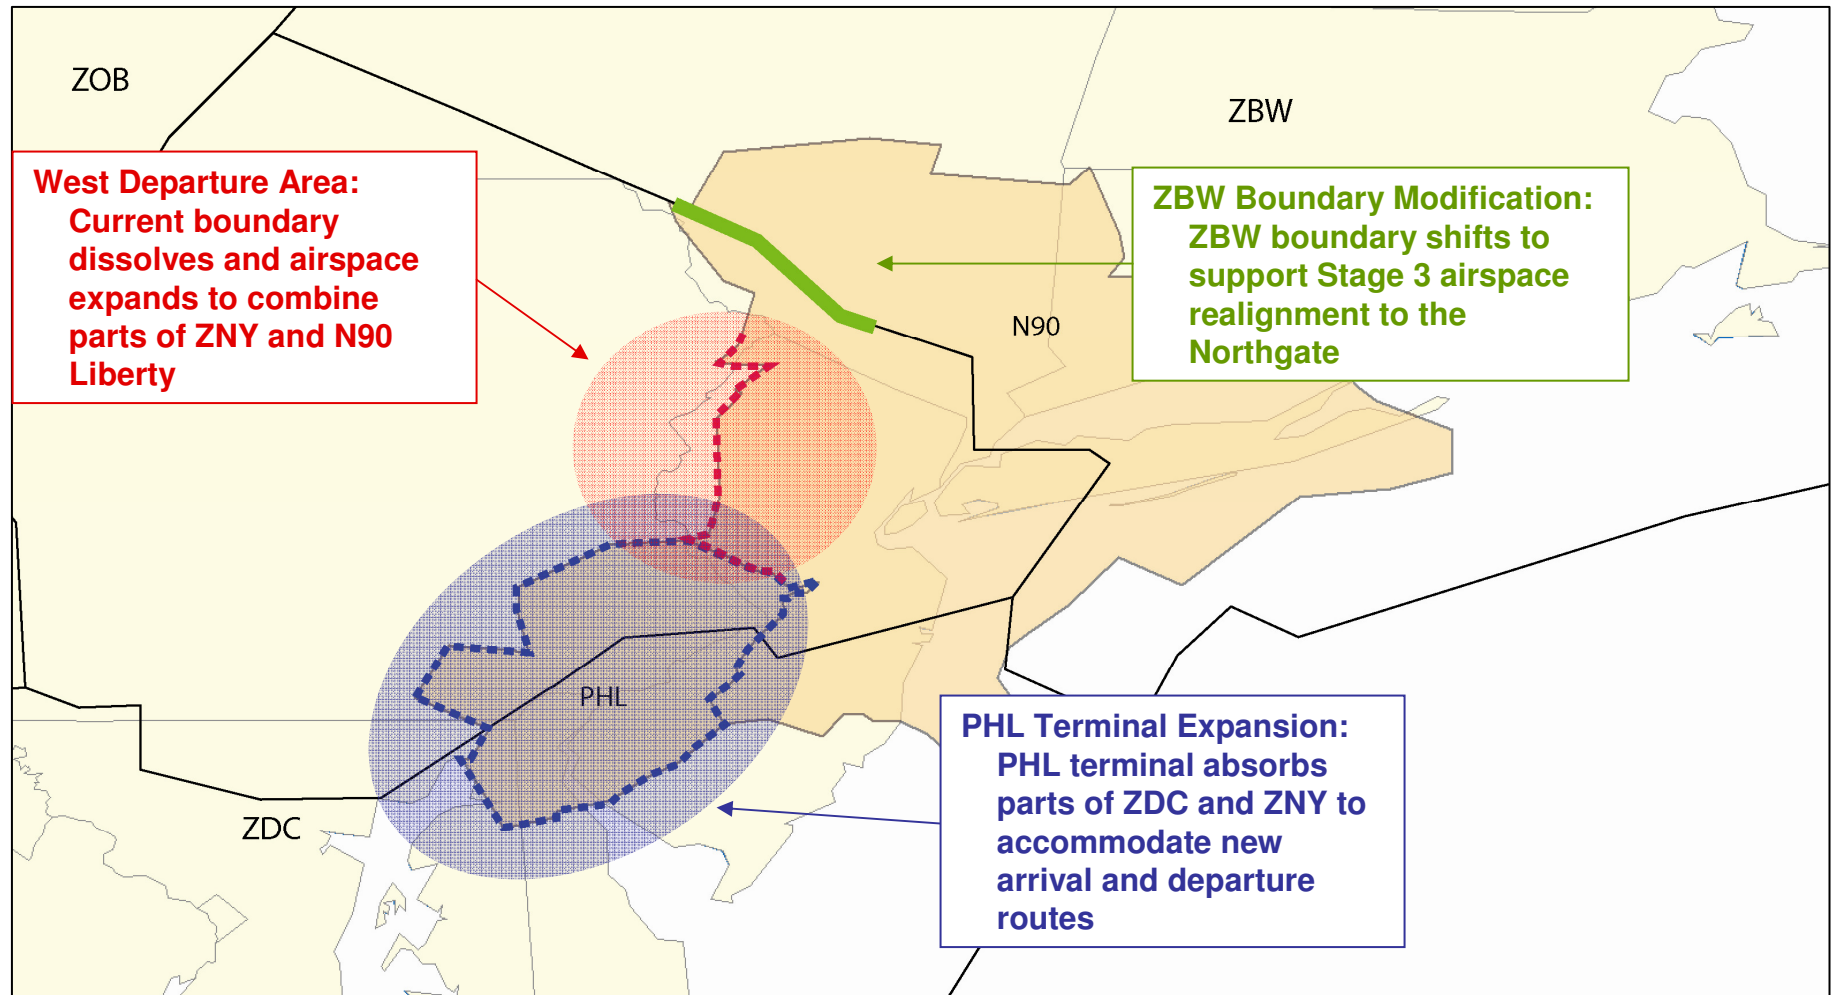 ZOB
ZBW
West Departure Area:
Current boundary
dissolves and airspace
expands to combine
parts of ZNY and N90
Liberty
ZBW Boundary Modification:
ZBW boundary shifts to
support Stage 3 airspace
realignment to the
Northgate
N90
PHL
PHL Terminal Expansion:
PHL terminal absorbs
parts of ZDC and ZNY to
accommodate new
arrival and departure
routes
ZDC